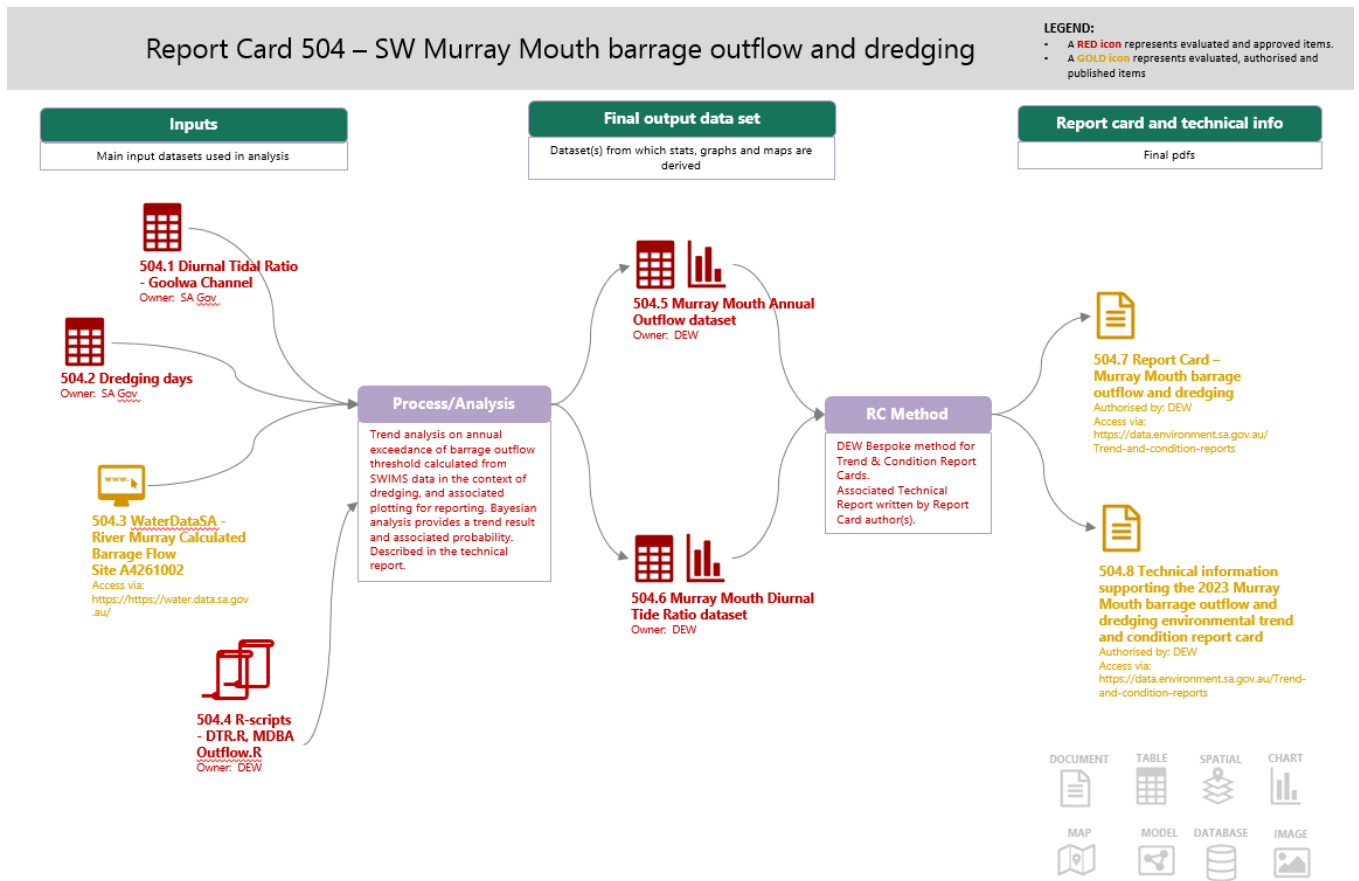 Report Card 504 – SW Murray Mouth barrage outflow and dredging
LEGEND:
• A RED icon represents evaluated and approved items.
• A GOLD icon represents evaluated, authorised and
published items
Inputs
Main input datasets used in analysis
Final output data set
Dataset(s) from which stats, graphs and maps are
derived
Report card and technical info
Final pdfs
504.1 Diurnal Tidal Ratio
- Goolwa Channel
Owner: SA Gov
504.2 Dredging days
Owner: SA Gov
www.
504.3 WaterDataSA -
River Murray Calculated
Barrage Flow
Site A4261002
Access via:
https://https://water.data.sa.gov
.au/
504.4 R-scripts
- DTR.R, MDBA
Outflow.R
Owner: DEW
Process/Analysis
Trend analysis on annual
exceedance of barrage outflow
threshold calculated from
SWIMS data in the context of
dredging, and associated
plotting for reporting. Bayesian
analysis provides a trend result
and associated probability.
Described in the technical
report.
504.5 Murray Mouth Annual
Outflow dataset
Owner: DEW
504.6 Murray Mouth Diurnal
Tide Ratio dataset
Owner: DEW
RC Method
DEW Bespoke method for
Trend & Condition Report
Cards.
Associated Technical
Report written by Report
Card author(s).
504.7 Report Card –
Murray Mouth barrage
outflow and dredging
Authorised by: DEW
Access via:
https://data.environment.sa.gov.au/
Trend-and-condition-reports
504.8 Technical information
supporting the 2023 Murray
Mouth barrage outflow and
dredging environmental trend
and condition report card
Authorised by: DEW
Access via:
https://data.environment.sa.gov.au/Trend-
and-condition-reports
DOCUMENT TABLE SPATIAL CHART
MAP MODEL DATABASE IMAGE